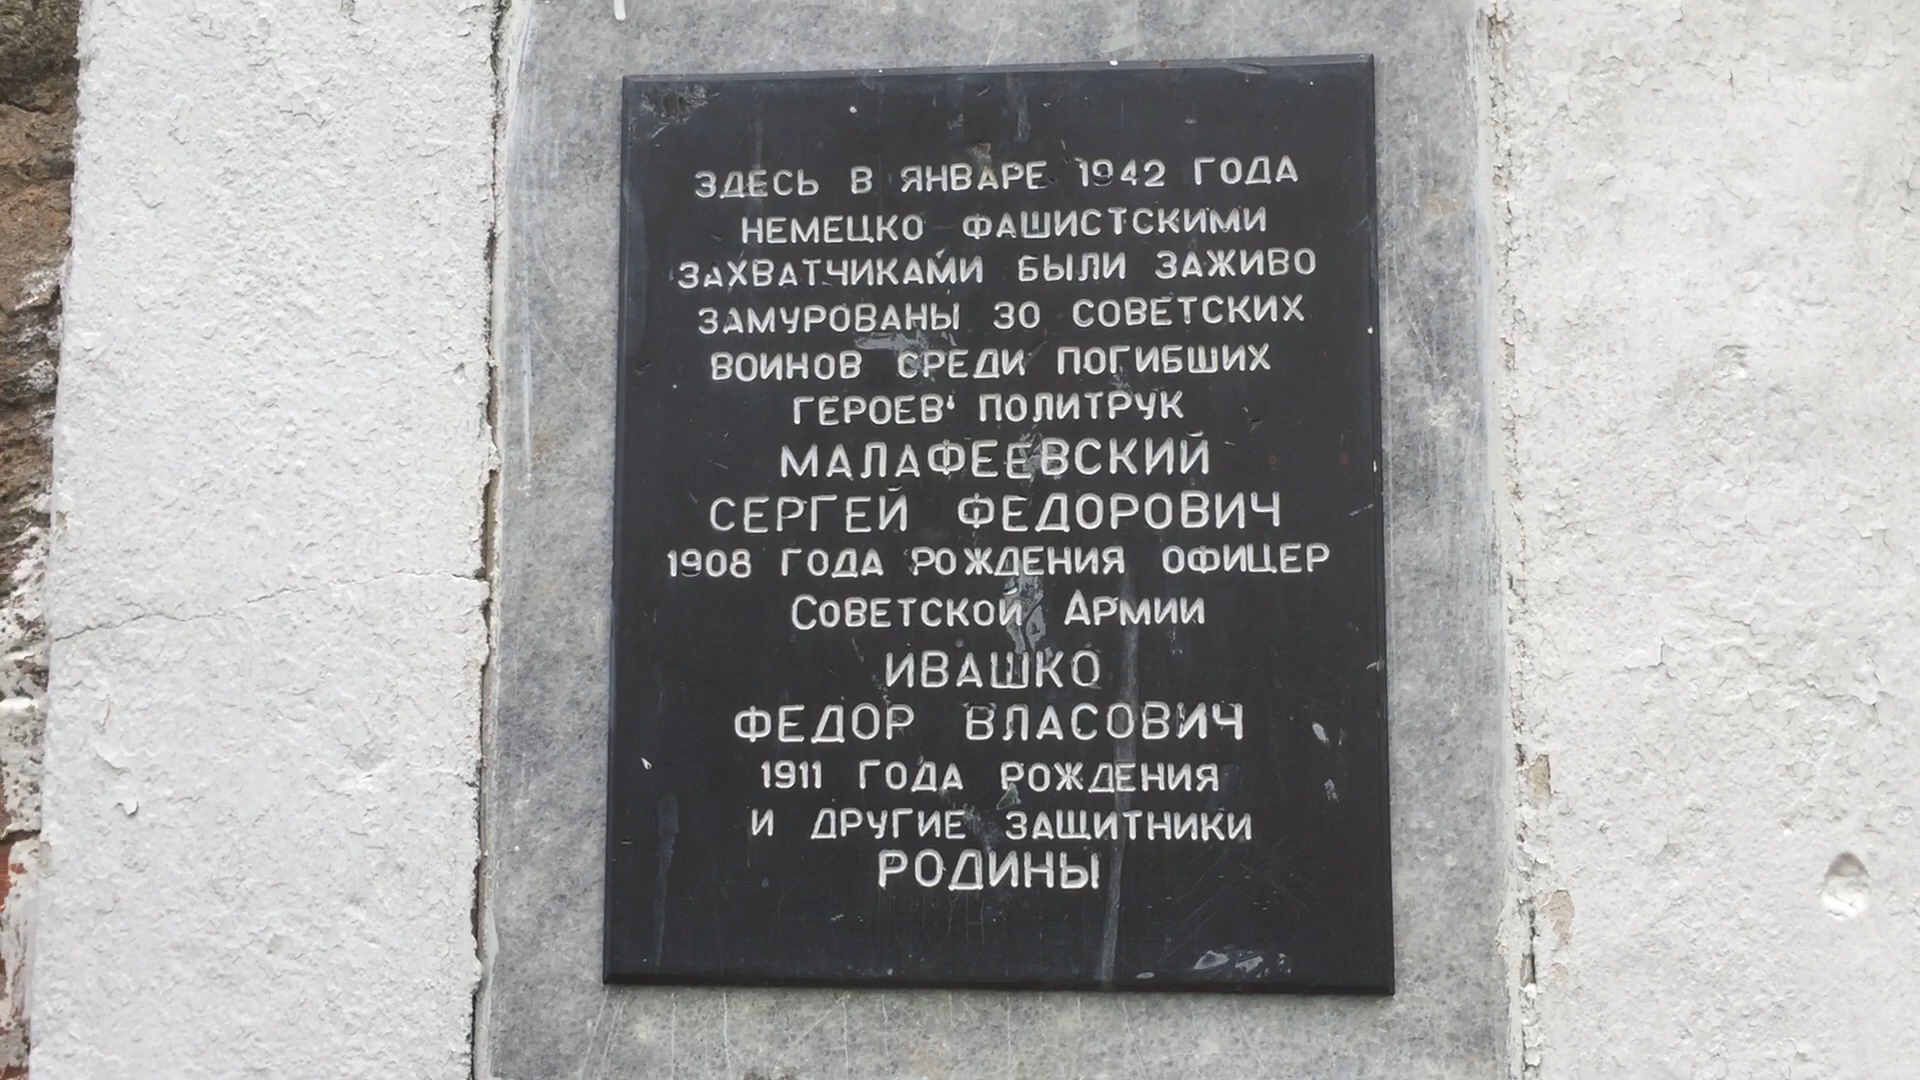 ЗДЕСЬ В ЯНВАРЕ 1942 ГОДА
НЕМЕЦКО ФАШИСТСКИМИ
ЗАХВАТЧИКАМИ БЫЛИ ЗАЖИВО
ЗАМУРОВАНЫ 30 СОВЕТСКИХ
ВОИНОВ СРЕДИ ПОГИБШИХ
ГЕРОЕВ ПОЛИТРУК
МАЛАФЕЕВСКИЙ
СЕРГЕЙ ФЕДОРОВИЧ
1908 ГОДА РОЖДЕНИЯ ОФИЦЕР
СОВЕТСКОЙ АРМИИ
ИВАШКО
ФЕДОР ВЛАСОВИЧ
1911 ГОДА РОЖДЕНИЯ
И ДРУГИЕ ЗАЩИТНИКИ
РОДИНЫ